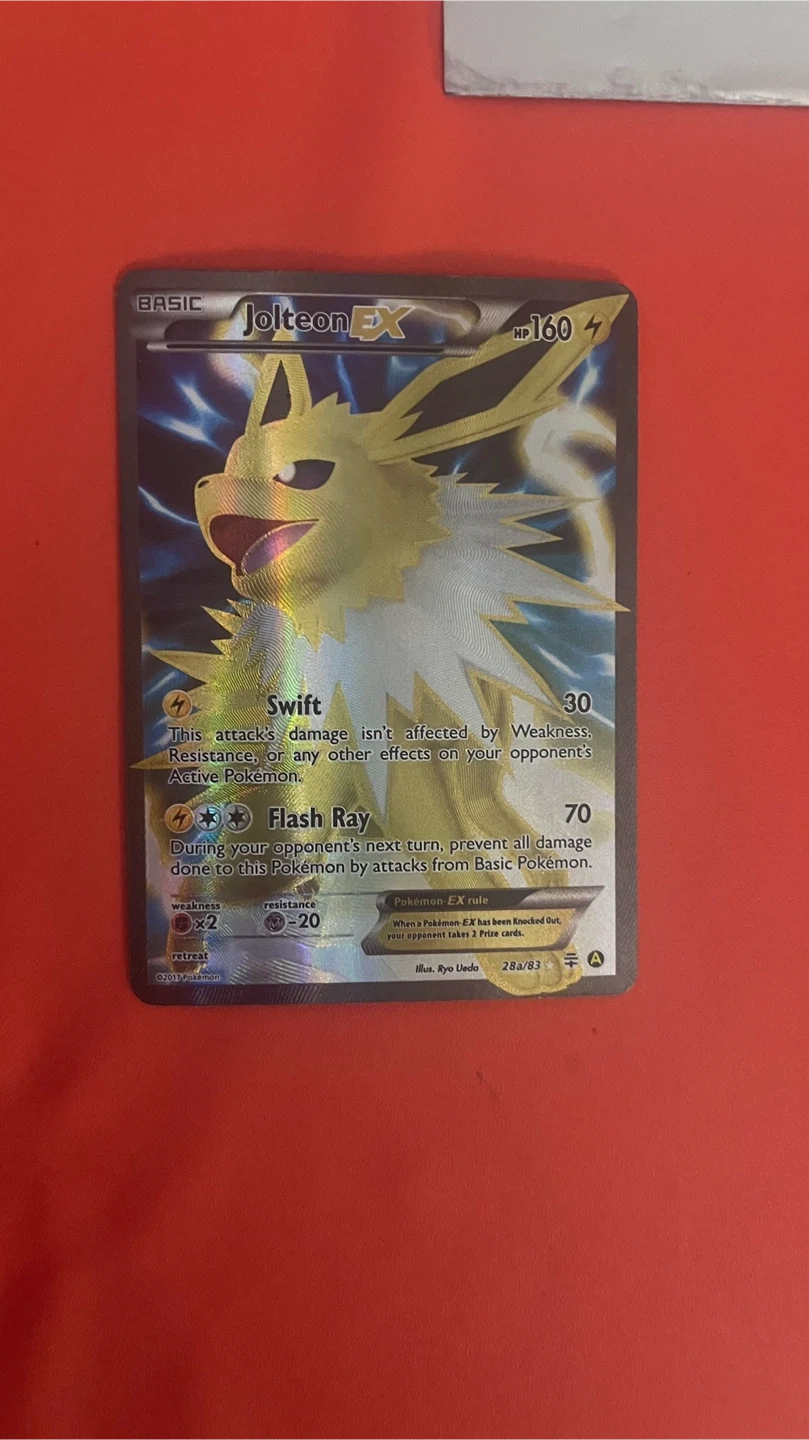 BASIC
Jolteon EX
HP160
Swift 30
This attack's damage isn't affected by Weakness,
Resistance, or any other effects on your opponent's
Active Pokémon.
Flash Ray 70
During your opponent's next turn, prevent all damage
done to this Pokémon by attacks from Basic Pokémon.
weakness resistance
×2 -20
Pokémon-EX rule
When a Pokémon-EX has been Knocked Out,
your opponent takes 2 Prize cards.
retreat
Illus. Ryo Ueda 28a/83 A
©2017 Pokémon